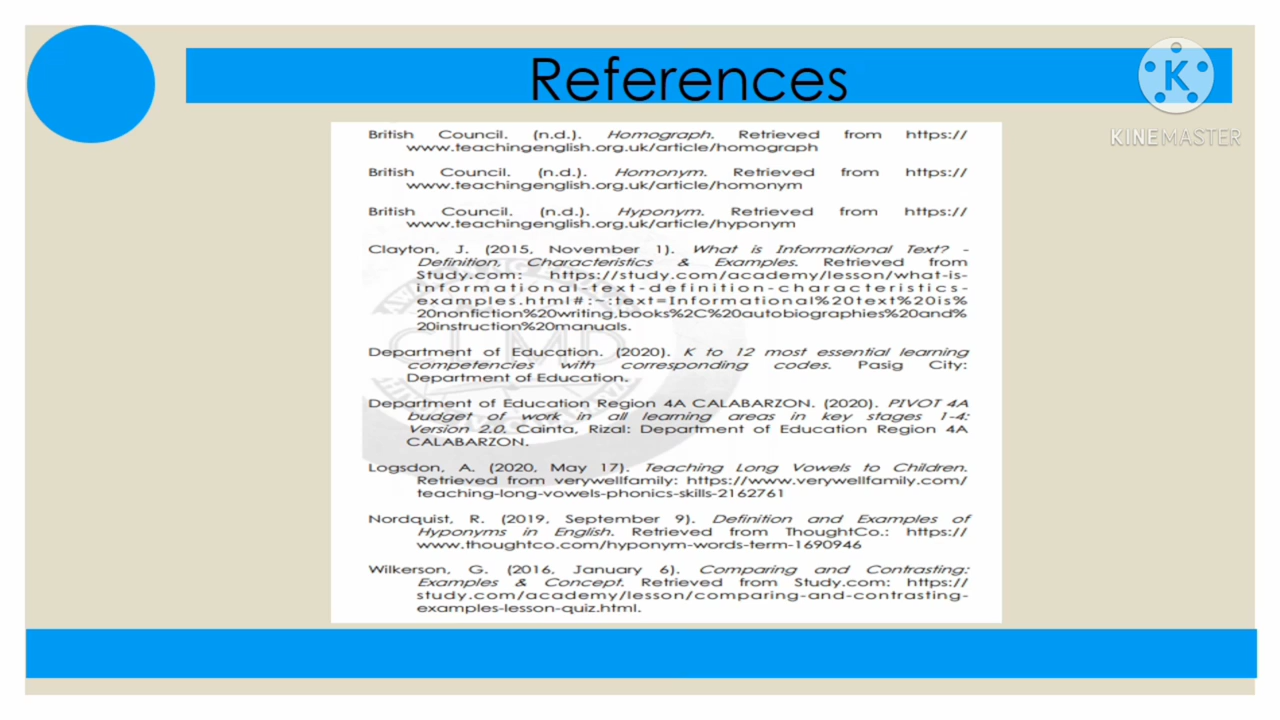 References
K
KINEMASTER
British Council. (n.d.). Homograph. Retrieved from https://
www.teachingenglish.org.uk/article/homograph
British Council. (n.d.). Homonym. Retrieved from https://
www.teachingenglish.org.uk/article/homonym
British Council. (n.d.). Hyponym. Retrieved from https://
www.teachingenglish.org.uk/article/hyponym
Clayton, J. (2015, November 1). What is Informational Text? -
Definition, Characteristics & Examples. Retrieved from
Study.com: https://study.com/academy/lesson/what-is-
informational-text-definition-characteristics-
examples.html#:~:text=Informational%20text%20is%
20nonfiction%20writing,books%2C%20autobiographies%20and%
20instruction%20manuals.
Department of Education. (2020). K to 12 most essential learning
competencies with corresponding codes. Pasig City:
Department of Education.
Department of Education Region 4A CALABARZON. (2020). PIVOT 4A
budget of work in all learning areas in key stages 1-4:
Version 2.0. Cainta, Rizal: Department of Education Region 4A
CALABARZON.
Logsdon, A. (2020, May 17). Teaching Long Vowels to Children.
Retrieved from verywellfamily: https://www.verywellfamily.com/
teaching-long-vowels-phonics-skills-2162761
Nordquist, R. (2019, September 9). Definition and Examples of
Hyponyms in English. Retrieved from ThoughtCo.: https://
www.thoughtco.com/hyponym-words-term-1690946
Wilkerson, G. (2016, January 6). Comparing and Contrasting:
Examples & Concept. Retrieved from Study.com: https://
study.com/academy/lesson/comparing-and-contrasting-
examples-lesson-quiz.html.
CLMD